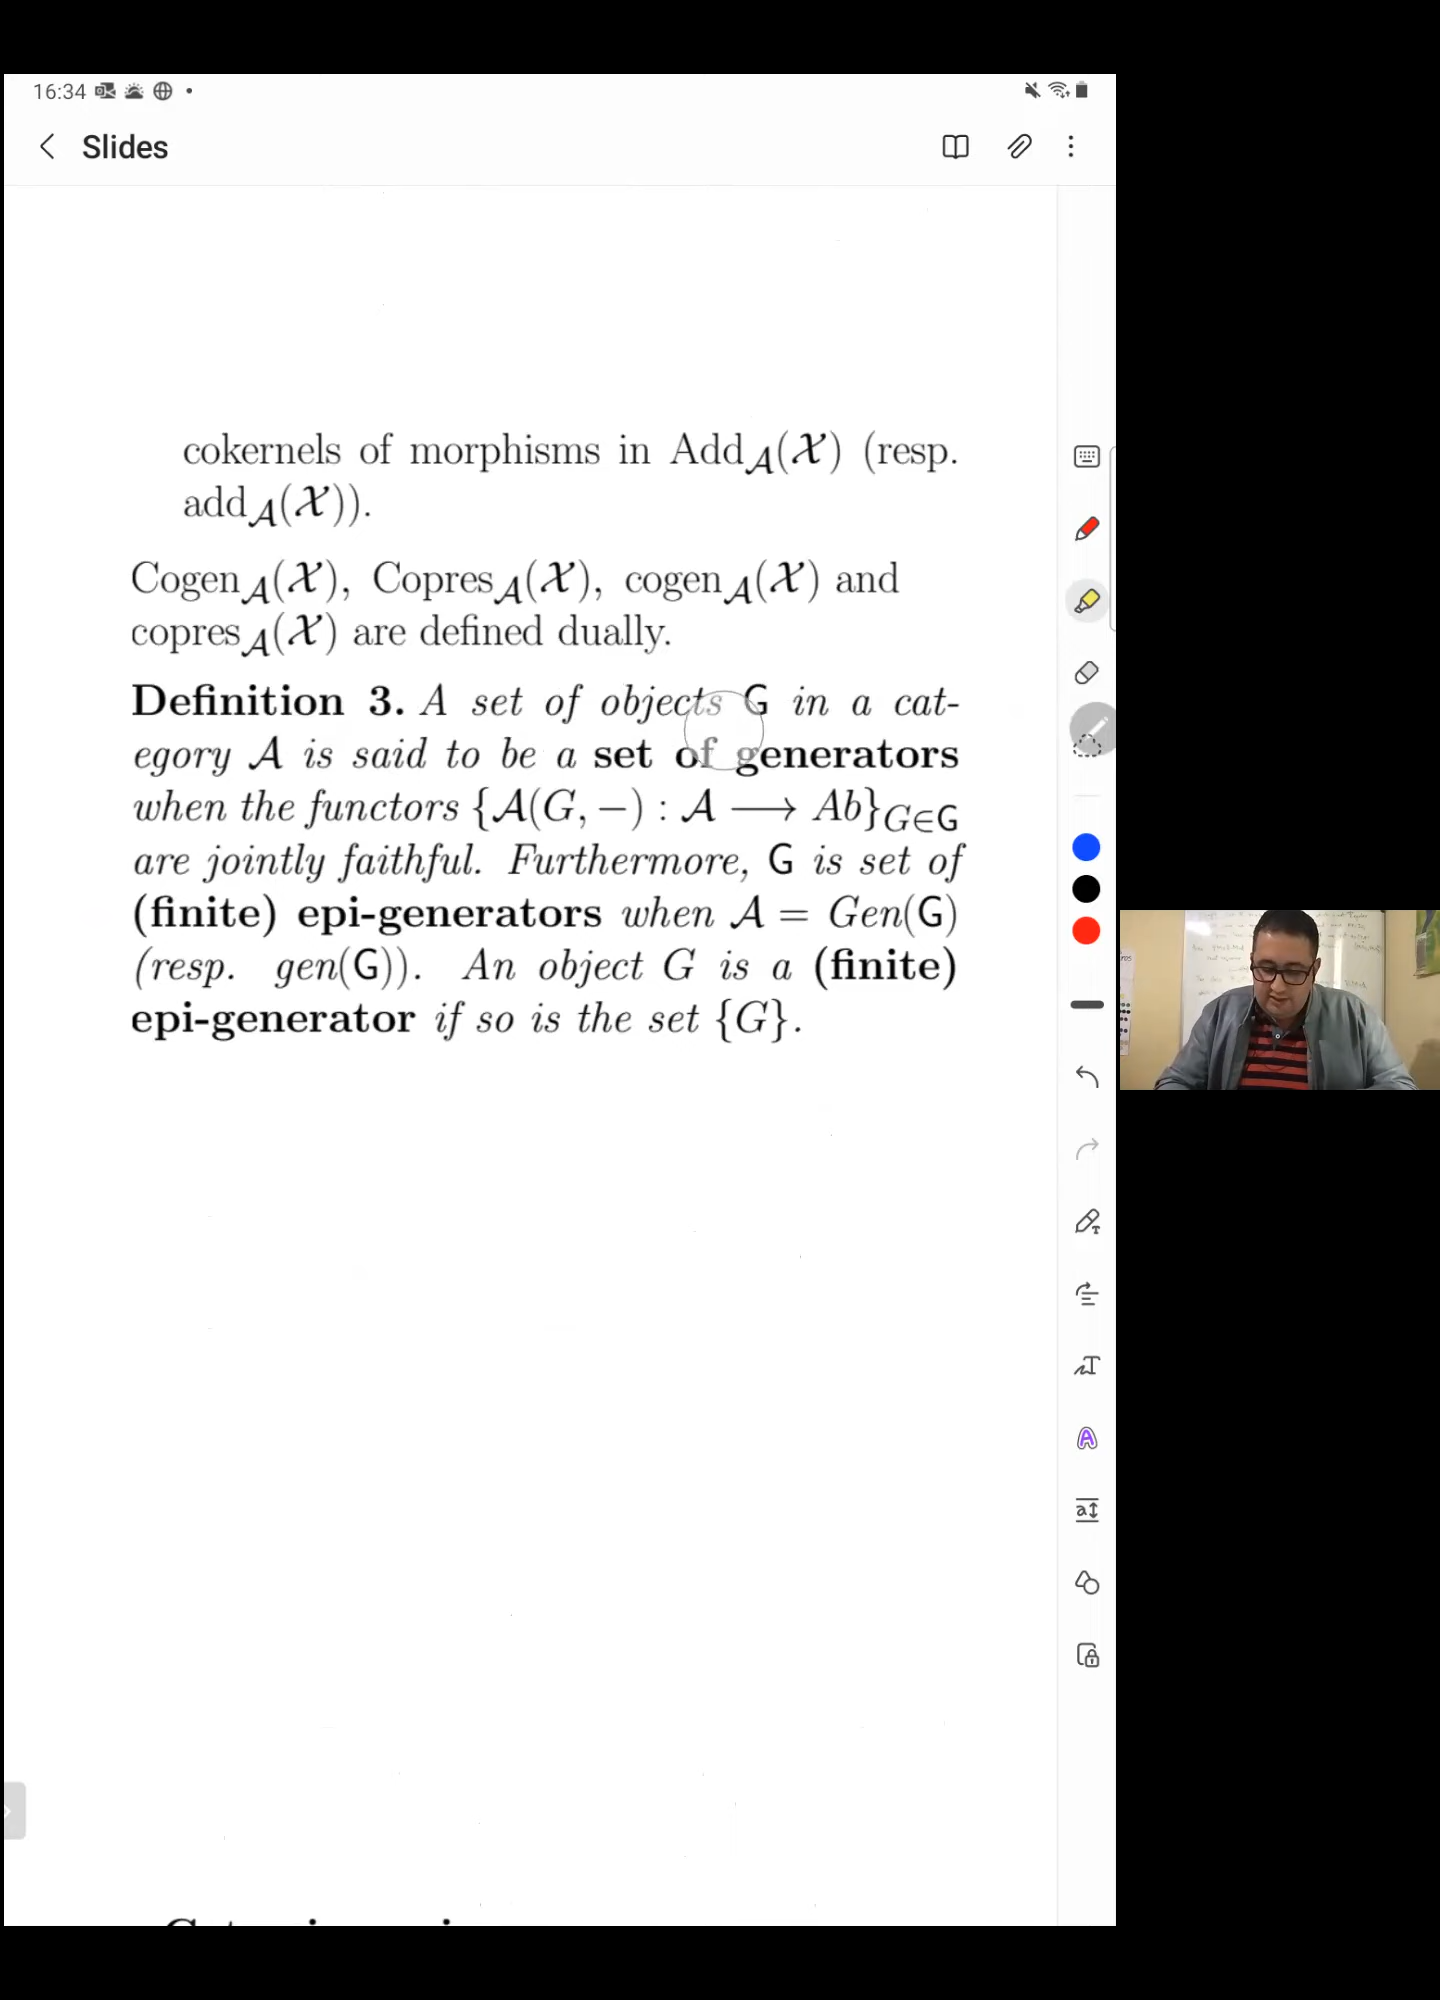 16:34
Slides
cokernels of morphisms in Add_𝒜(𝒳) (resp.
add_𝒜(𝒳)).
Cogen_𝒜(𝒳), Copres_𝒜(𝒳), cogen_𝒜(𝒳) and
copres_𝒜(𝒳) are defined dually.
Definition 3. A set of objects G in a cat-
egory 𝒜 is said to be a set of generators
when the functors {𝒜(G, −) : 𝒜 ⟶ Ab}_{G∈G}
are jointly faithful. Furthermore, G is set of
(finite) epi-generators when 𝒜 = Gen(G)
(resp. gen(G)). An object G is a (finite)
epi-generator if so is the set {G}.